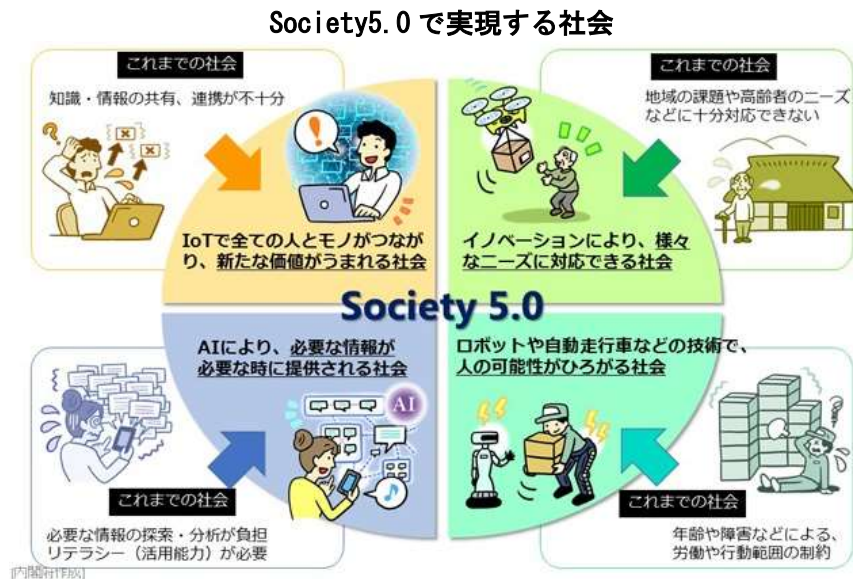 Society5.0で実現する社会
これまでの社会
知識・情報の共有、連携が不十分
IoTで全ての人とモノがつなが
り、新たな価値がうまれる社会
これまでの社会
地域の課題や高齢者のニーズ
などに十分対応できない
イノベーションにより、様々
なニーズに対応できる社会
Society 5.0
AIにより、必要な情報が
必要な時に提供される社会
AI
これまでの社会
必要な情報の探索・分析が負担
リテラシー（活用能力）が必要
ロボットや自動走行車などの技術で、
人の可能性がひろがる社会
これまでの社会
年齢や障害などによる、
労働や行動範囲の制約
[内閣府作成]